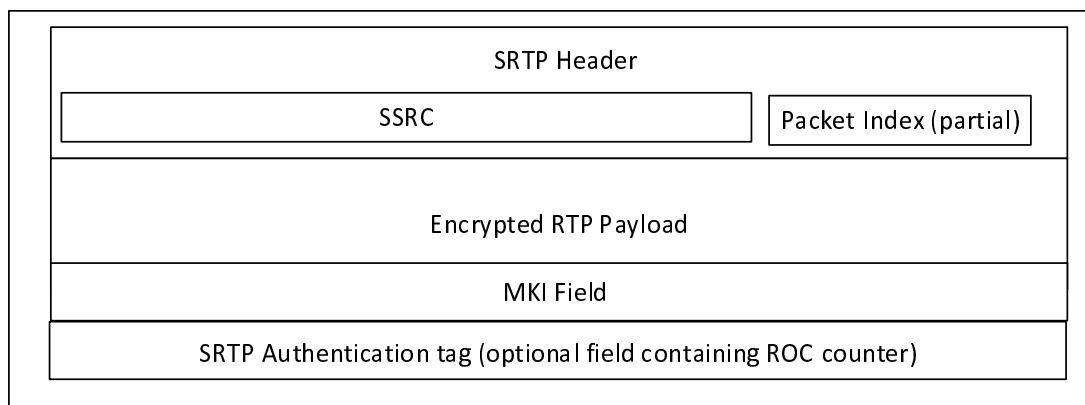 SRTP Header
SSRC
Packet Index (partial)
Encrypted RTP Payload
MKI Field
SRTP Authentication tag (optional field containing ROC counter)